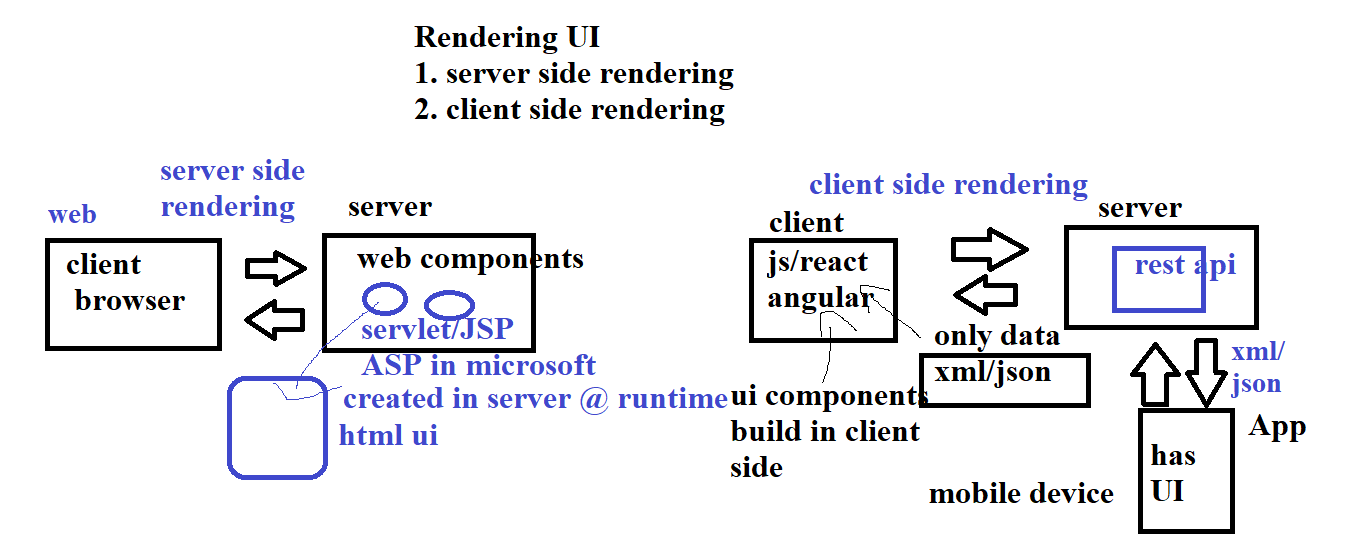 Rendering UI
1. server side rendering
2. client side rendering
server side
rendering
web
server
client
browser
web components
servlet/JSP
ASP in microsoft
created in server @ runtime
html ui
client side rendering
client
server
js/react
angular
rest api
only data
xml/json
ui components
build in client
side
xml/
json
App
has
UI
mobile device